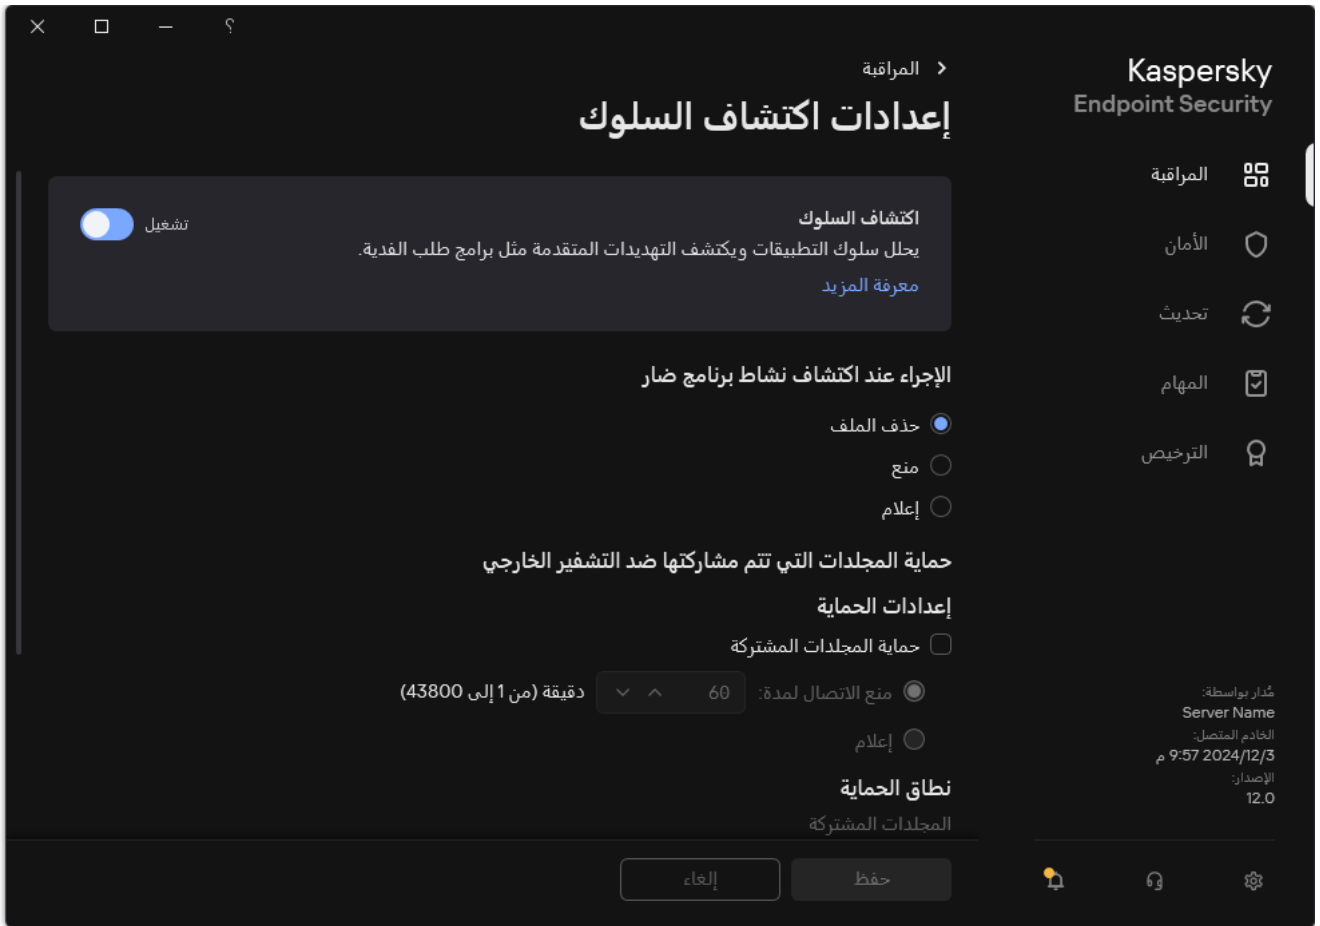 ؟
Kaspersky
Endpoint Security
المراقبة
الأمان
تحديث
المهام
الترخيص
مُدار بواسطة:
Server Name
الخادم المتصل:
2024/12/3 9:57 م
الإصدار:
12.0
المراقبة
إعدادات اكتشاف السلوك
اكتشاف السلوك
تشغيل
يحلل سلوك التطبيقات ويكتشف التهديدات المتقدمة مثل برامج طلب الفدية.
معرفة المزيد
الإجراء عند اكتشاف نشاط برنامج ضار
حذف الملف
منع
إعلام
حماية المجلدات التي تتم مشاركتها ضد التشفير الخارجي
إعدادات الحماية
حماية المجلدات المشتركة
منع الاتصال لمدة: 60 دقيقة (من 1 إلى 43800)
إعلام
نطاق الحماية
المجلدات المشتركة
حفظ
إلغاء